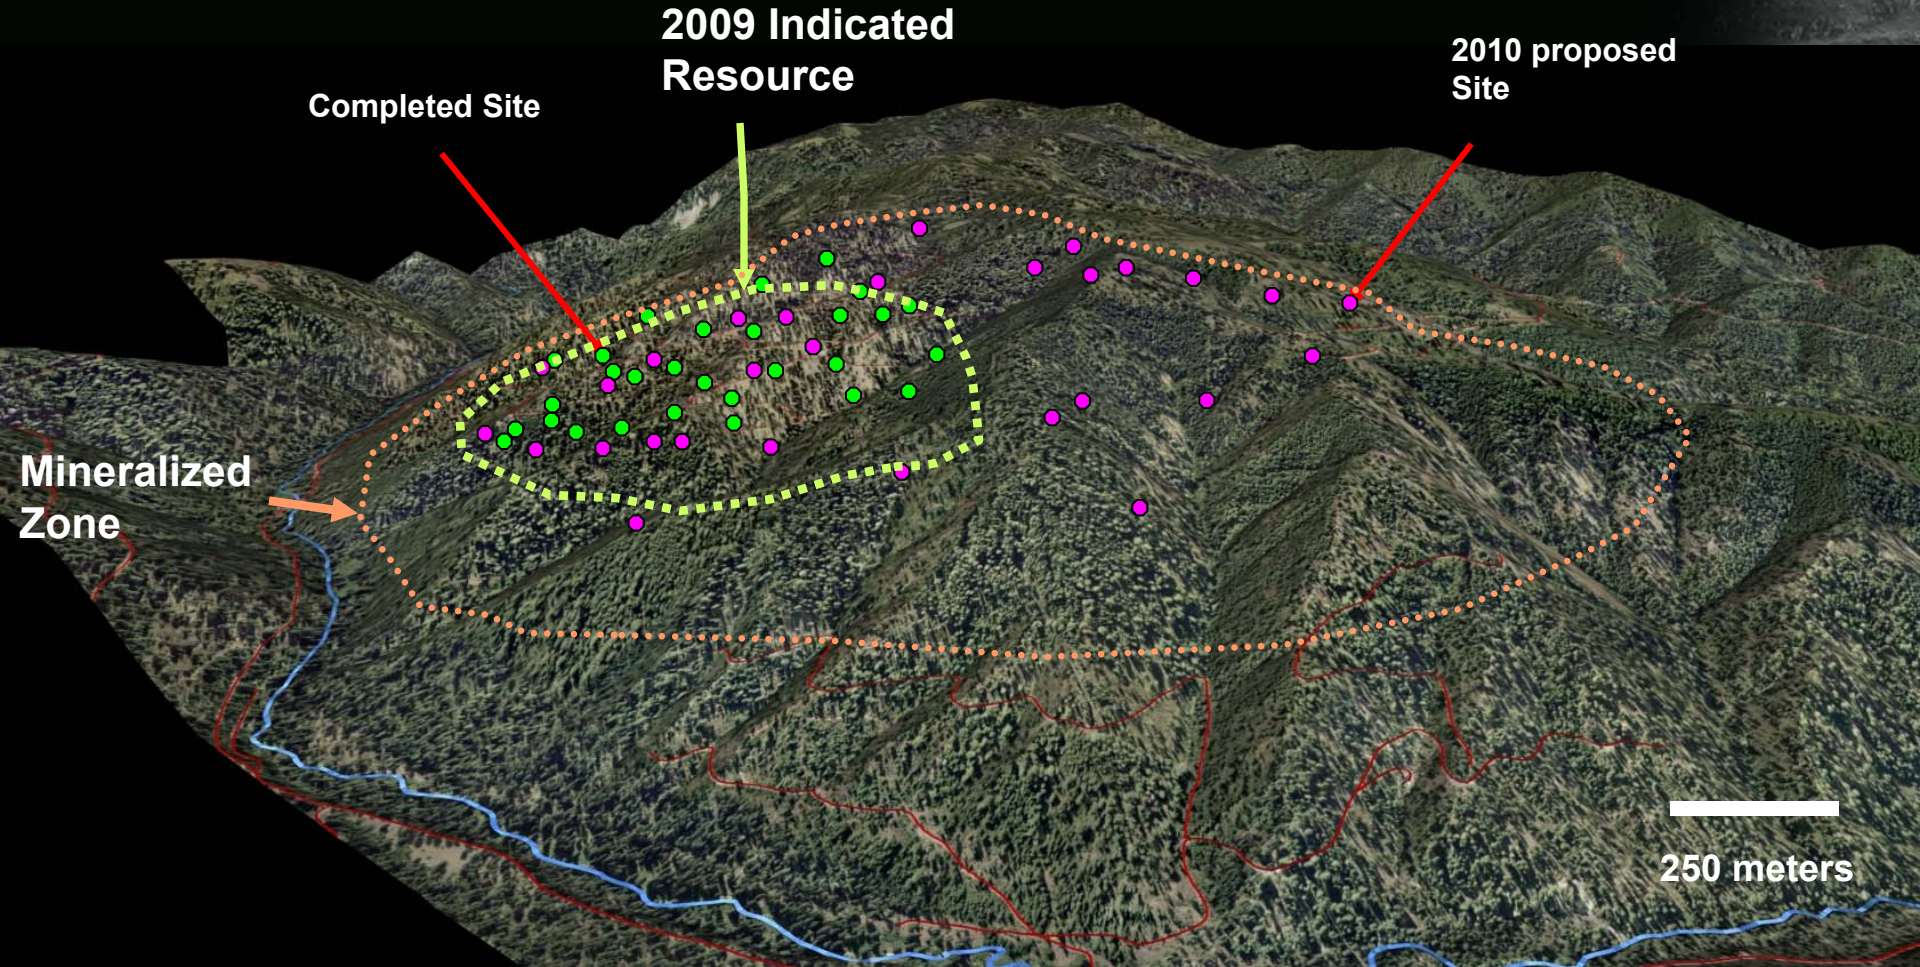 2009 Indicated
Resource
2010 proposed
Site
Completed Site
Mineralized
Zone
250 meters